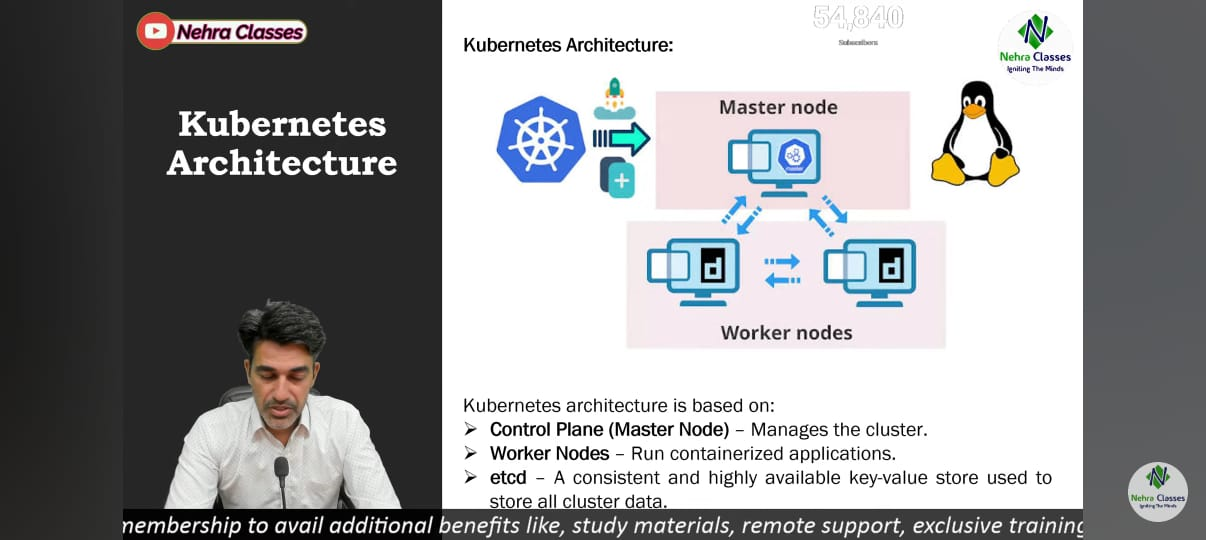 Nehra Classes
Kubernetes
Architecture
54,840
Subscribers
Kubernetes Architecture:
Nehra Classes
Igniting The Minds
Master node
Worker nodes
Kubernetes architecture is based on:
➢ Control Plane (Master Node) – Manages the cluster.
➢ Worker Nodes – Run containerized applications.
➢ etcd – A consistent and highly available key-value store used to
store all cluster data.
membership to avail additional benefits like, study materials, remote support, exclusive training
Nehra Classes
Igniting The Minds